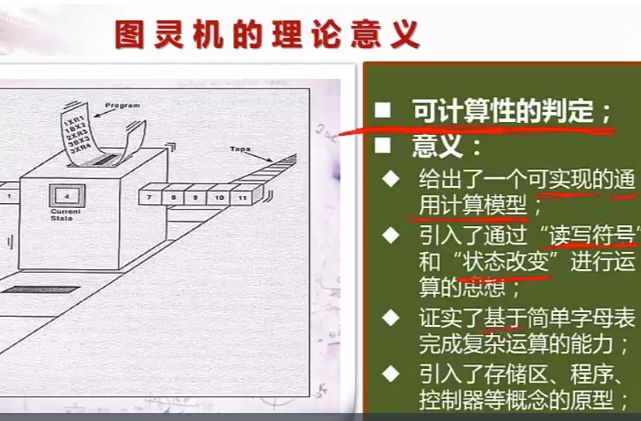 图灵机的理论意义
Program
1XR1
1BX2
2XR3
3BX3
3XR4
Tape
1
4
Current
State
7 8 9 10 11
■ 可计算性的判定；
■ 意义：
◆ 给出了一个可实现的通
用计算模型；
◆ 引入了通过“读写符号”
和“状态改变”进行运
算的思想；
◆ 证实了基于简单字母表
完成复杂运算的能力；
◆ 引入了存储区、程序、
控制器等概念的原型；